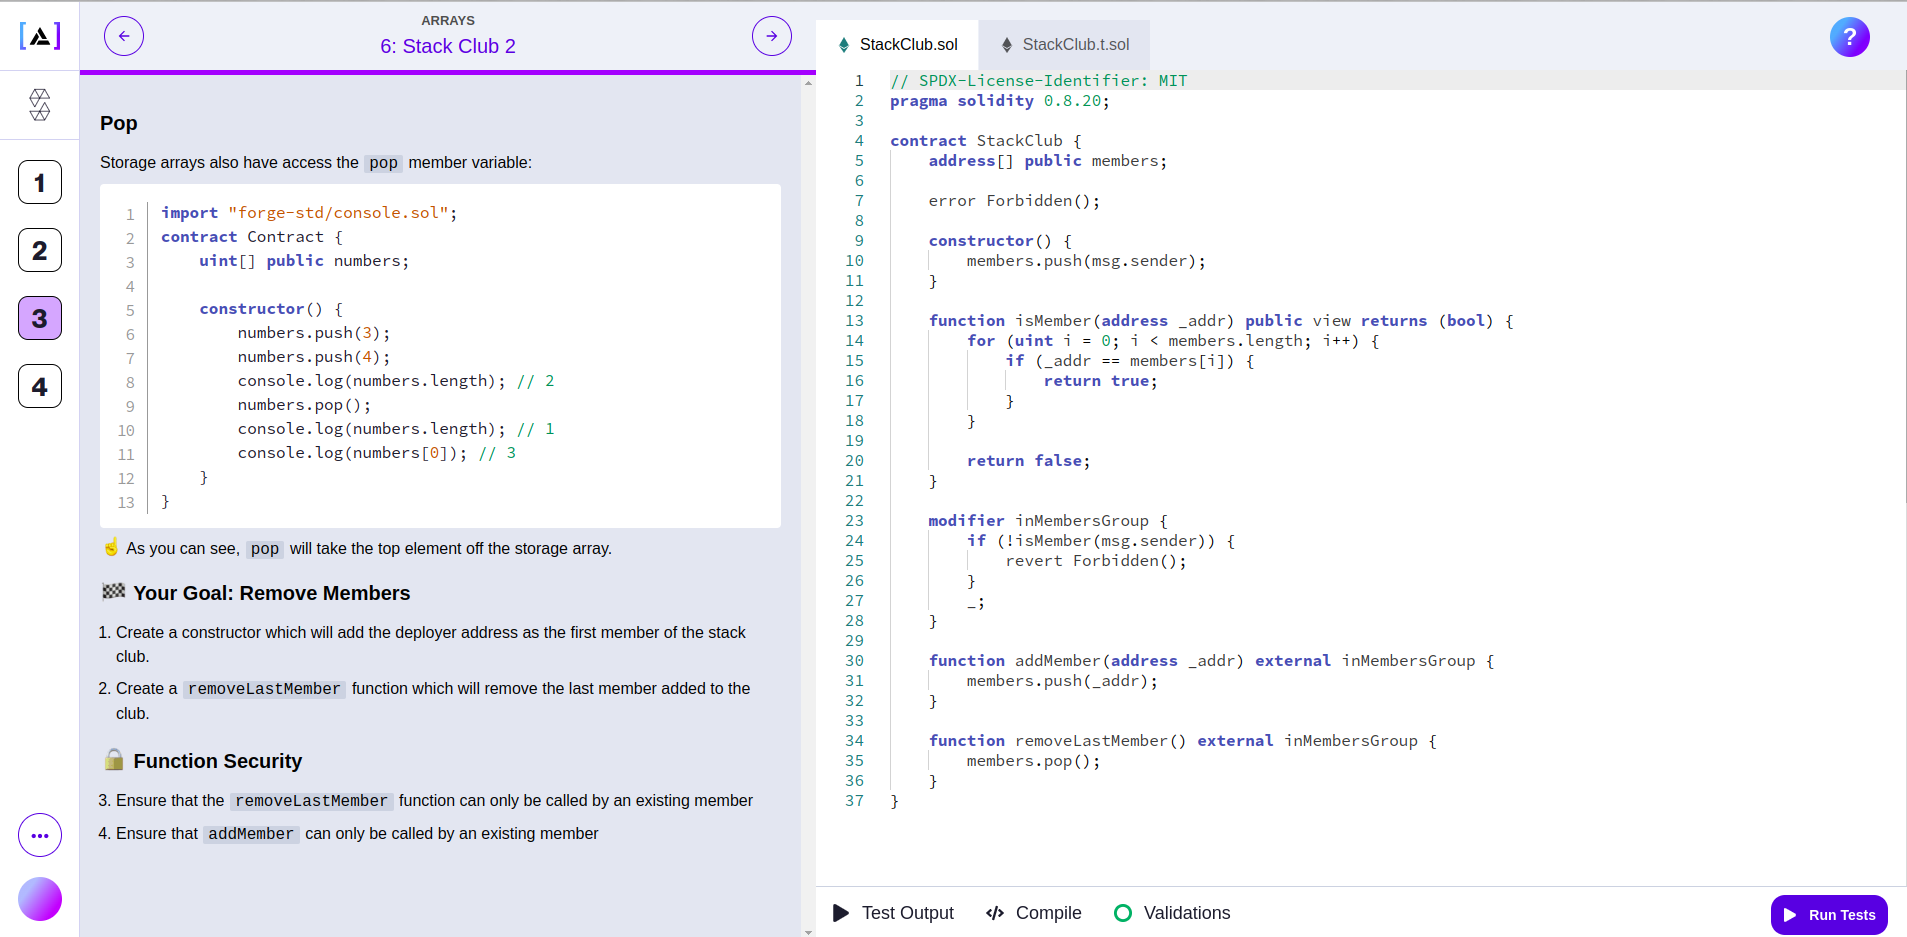 ARRAYS
6: Stack Club 2
1
2
3
4
Pop
Storage arrays also have access the pop member variable:
1 import "forge-std/console.sol";
2 contract Contract {
3     uint[] public numbers;
4
5     constructor() {
6         numbers.push(3);
7         numbers.push(4);
8         console.log(numbers.length); // 2
9         numbers.pop();
10         console.log(numbers.length); // 1
11         console.log(numbers[0]); // 3
12     }
13 }
☝️ As you can see, pop will take the top element off the storage array.
🏁 Your Goal: Remove Members
1. Create a constructor which will add the deployer address as the first member of the stack
club.
2. Create a removeLastMember function which will remove the last member added to the
club.
🔒 Function Security
3. Ensure that the removeLastMember function can only be called by an existing member
4. Ensure that addMember can only be called by an existing member
StackClub.sol
StackClub.t.sol
?
1 // SPDX-License-Identifier: MIT
2 pragma solidity 0.8.20;
3
4 contract StackClub {
5     address[] public members;
6
7     error Forbidden();
8
9     constructor() {
10         members.push(msg.sender);
11     }
12
13     function isMember(address _addr) public view returns (bool) {
14         for (uint i = 0; i < members.length; i++) {
15             if (_addr == members[i]) {
16                 return true;
17             }
18         }
19
20         return false;
21     }
22
23     modifier inMembersGroup {
24         if (!isMember(msg.sender)) {
25             revert Forbidden();
26         }
27         _;
28     }
29
30     function addMember(address _addr) external inMembersGroup {
31         members.push(_addr);
32     }
33
34     function removeLastMember() external inMembersGroup {
35         members.pop();
36     }
37 }
Test Output
Compile
Validations
Run Tests